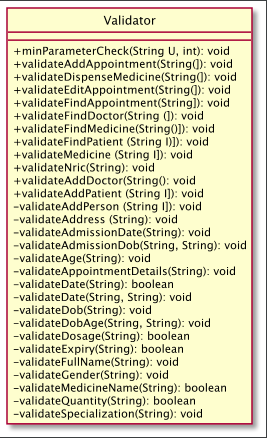 Validator
+minParameterCheck(String U, int): void
+validateAddAppointment(String(]): void
+validateDispenseMedicine(String(]): void
+validateEditAppointment(String(]): void
+validateFindAppointment(String]): void
+validateFindDoctor(String (]): void
+validateFindMedicine(String()]): void
+validateFindPatient (String I)]): void
+validateMedicine (String I]): void
+validateNric(String): void
+validateAddDoctor(String(): void
+validateAddPatient (String I]): void
-validateAddPerson (String I]): void
-validateAddress (String): void
-validateAdmissionDate(String): void
-validateAdmissionDob(String, String): void
-validateAge(String): void
-validateAppointmentDetails(String): void
-validateDate(String): boolean
-validateDate(String, String): void
-validateDob(String): void
-validateDobAge(String, String): void
-validateDosage(String): boolean
-validateExpiry(String): boolean
-validateFullName(String): void
-validateGender(String): void
-validateMedicineName(String): boolean
-validateQuantity(String): boolean
-validateSpecialization(String): void